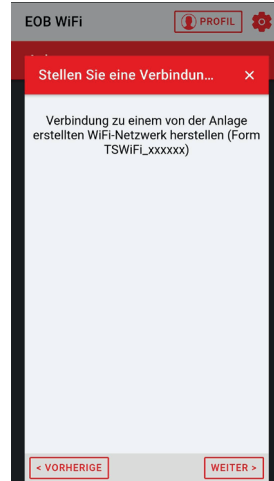 EOB WiFi
PROFIL
Stellen Sie eine Verbindun...
×
Verbindung zu einem von der Anlage
erstellten WiFi-Netzwerk herstellen (Form
TSWiFi_xxxxxx)
< VORHERIGE
WEITER >